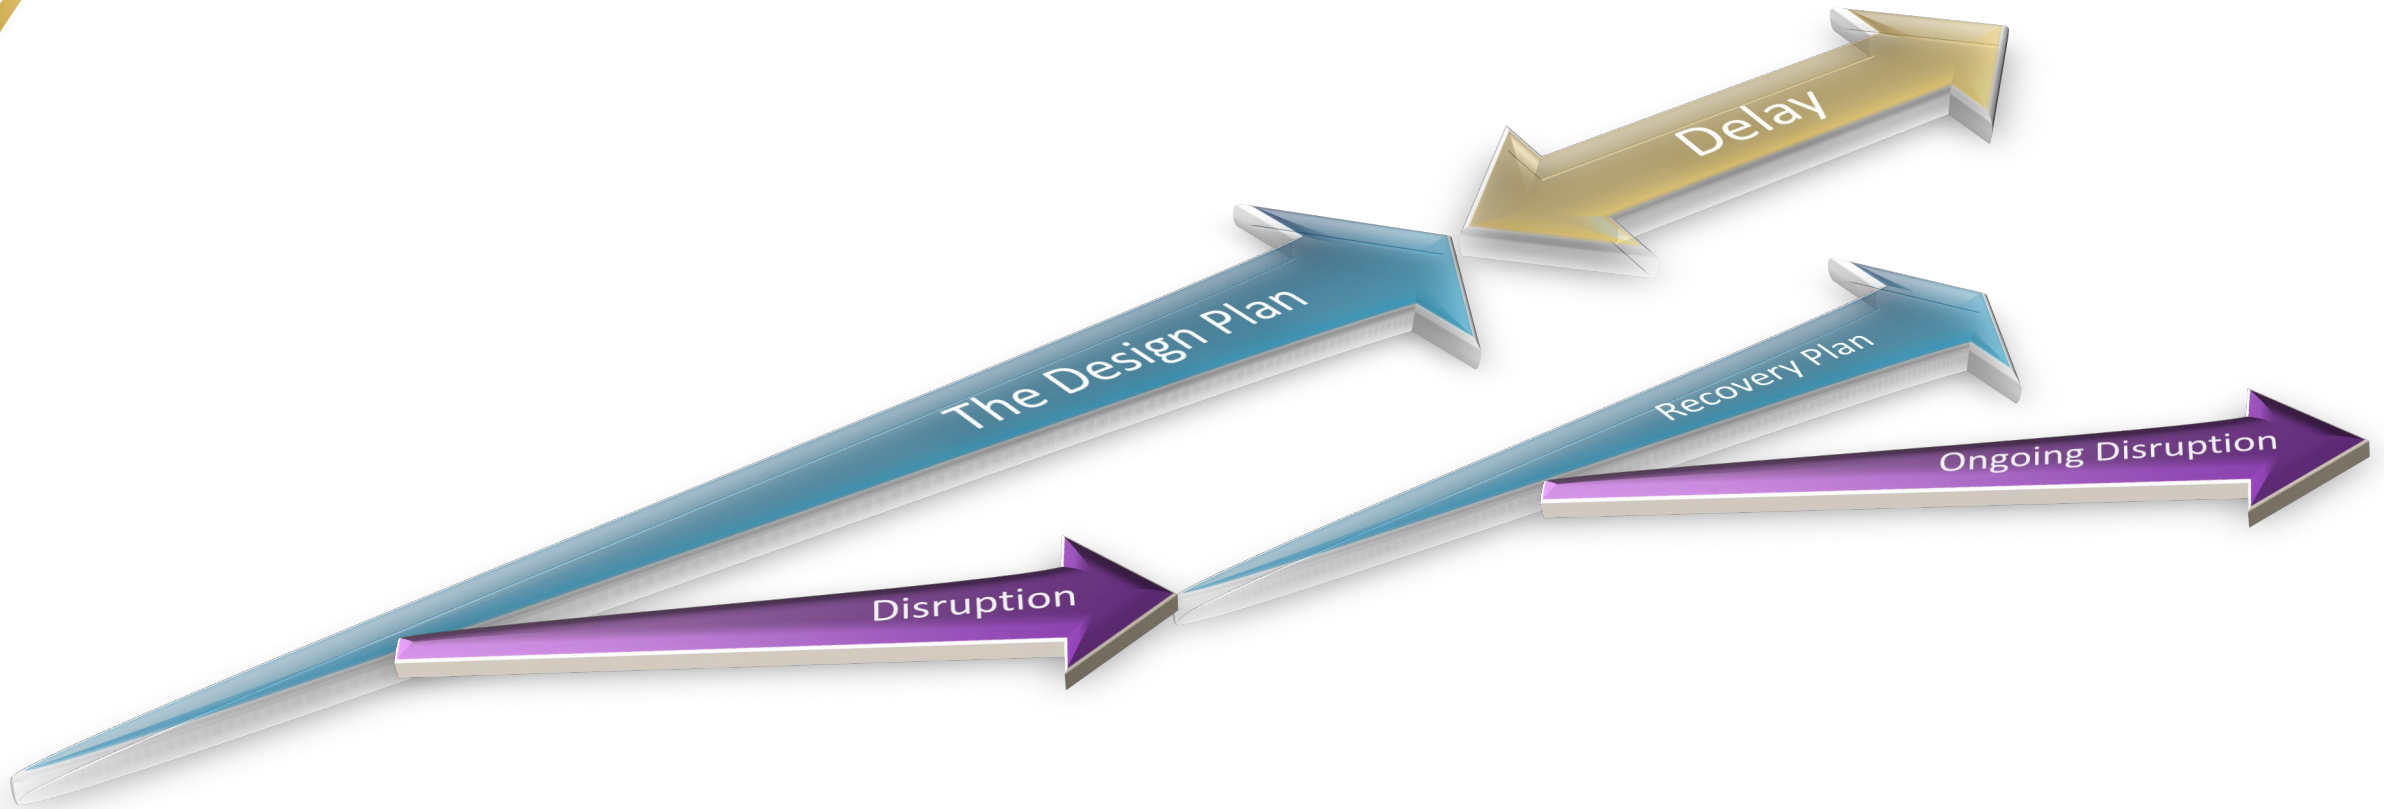 Delay
The Design Plan
Recovery Plan
Ongoing Disruption
Disruption